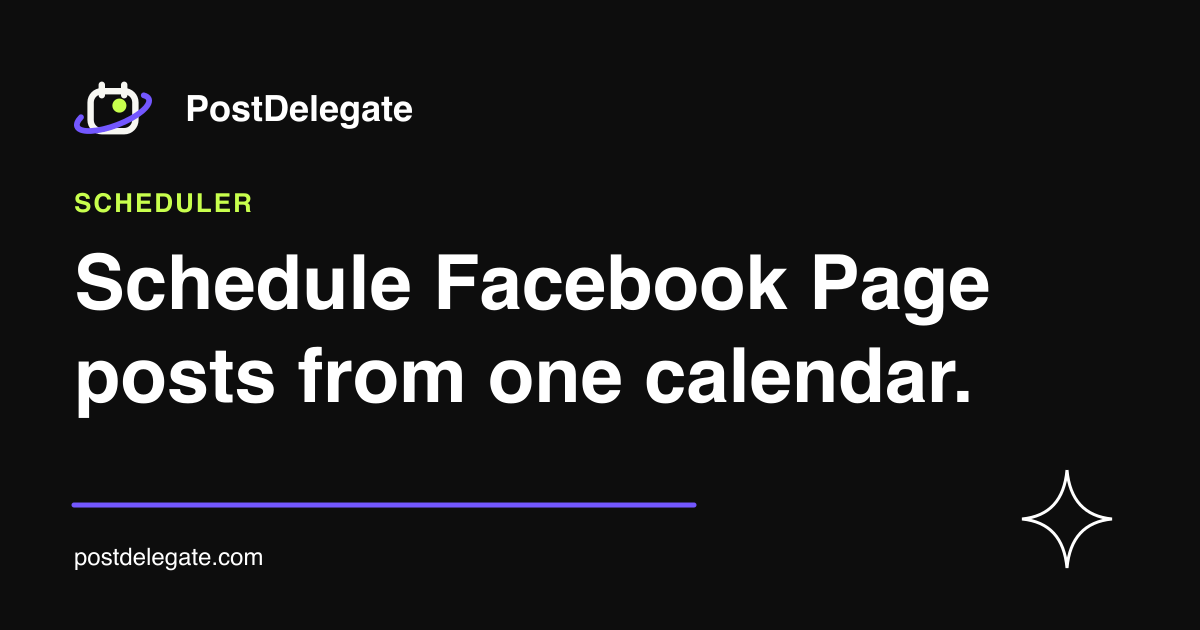 PostDelegate
SCHEDULER
Schedule Facebook Page
posts from one calendar.
postdelegate.com